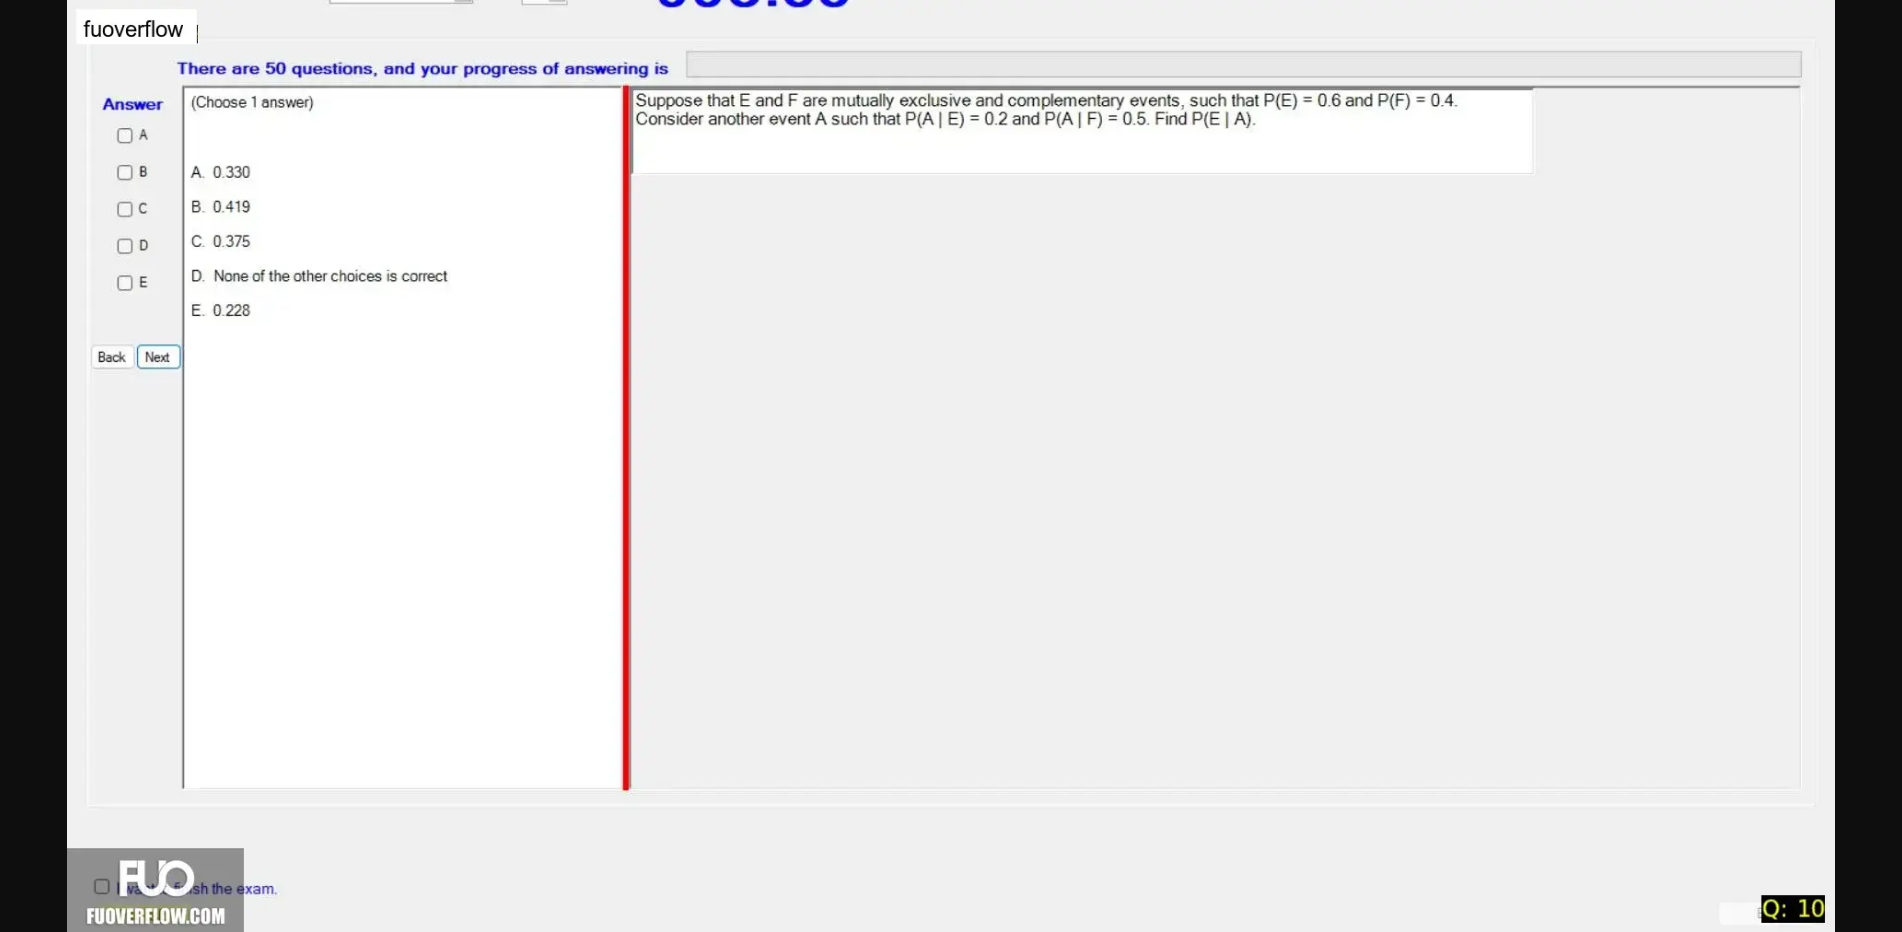 fuoverflow
There are 50 questions, and your progress of answering is
Answer
(Choose 1 answer)
A
B
C
D
E
A. 0.330
B. 0.419
C. 0.375
D. None of the other choices is correct
E. 0.228
Back Next
Suppose that E and F are mutually exclusive and complementary events, such that P(E) = 0.6 and P(F) = 0.4.
Consider another event A such that P(A | E) = 0.2 and P(A | F) = 0.5. Find P(E | A).
FUO
the exam.
FUOVERFLOW.COM
Q: 10